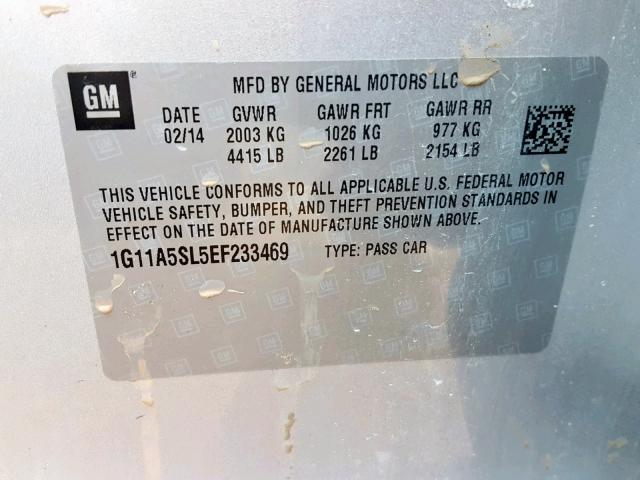 GM
MFD BY GENERAL MOTORS LLC
DATE GVWR GAWR FRT GAWR RR
02/14 2003 KG 1026 KG 977 KG
4415 LB 2261 LB 2154 LB
THIS VEHICLE CONFORMS TO ALL APPLICABLE U.S. FEDERAL MOTOR
VEHICLE SAFETY, BUMPER, AND THEFT PREVENTION STANDARDS IN
EFFECT ON THE DATE OF MANUFACTURE SHOWN ABOVE.
1G11A5SL5EF233469 TYPE: PASS CAR